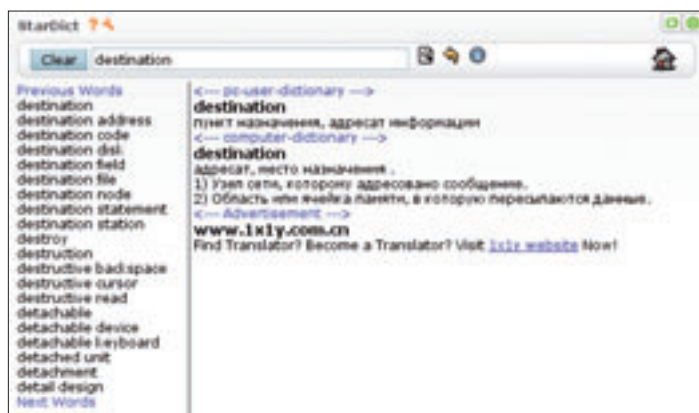 StarDict
Clear destination
Previous Words
destination
destination address
destination code
destination disk
destination field
destination file
destination node
destination statement
destination station
destroy
destruction
destructive backspace
destructive cursor
destructive read
detachable
detachable device
detachable keyboard
detached unit
detachment
detail design
Next Words
<--- pc-user-dictionary --->
destination
пункт назначения, адресат информации
<--- computer-dictionary --->
destination
адресат, место назначения .
1) Узел сети, которому адресовано сообщение.
2) Область или ячейка памяти, в которую пересылаются данные.
<--- Advertisement --->
www.1x1y.com.cn
Find Translator? Become a Translator? Visit 1x1y website Now!